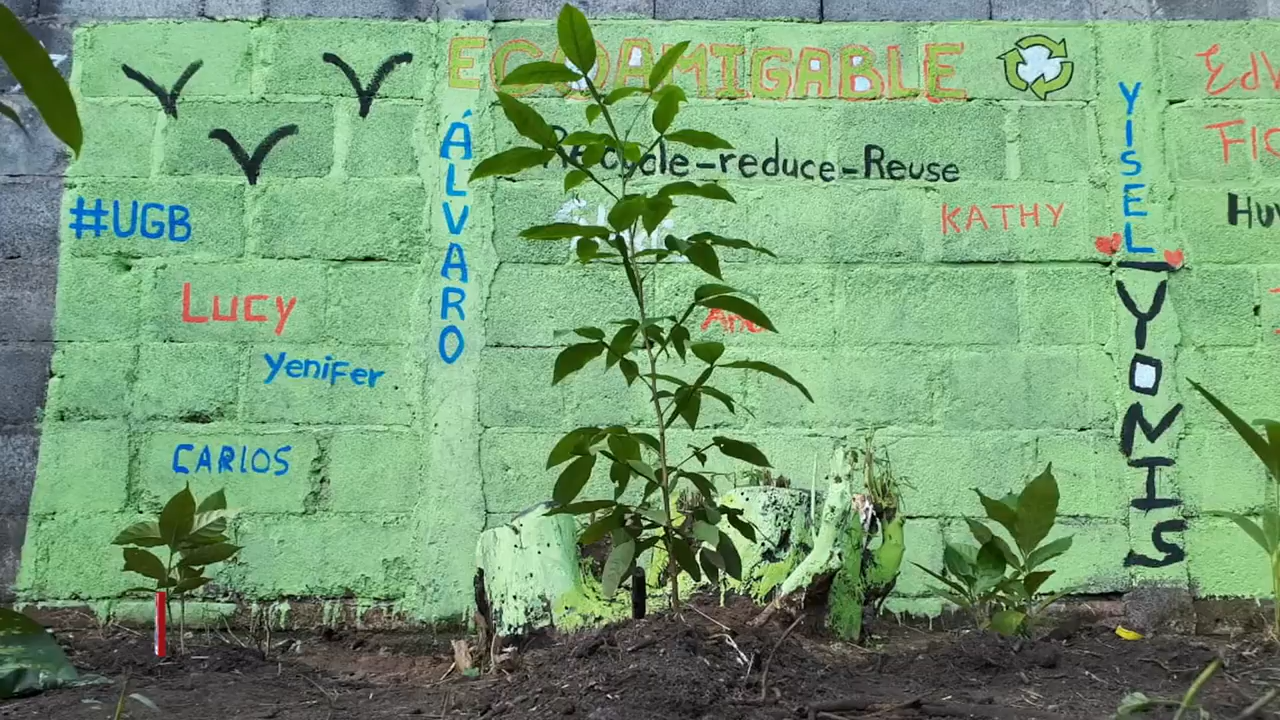 ECOAMIGABLE
Recycle-reduce-Reuse
#UGB
ÁLVARO
KATHY
YISEL
Lucy
Yenifer
YONIS
CARLOS